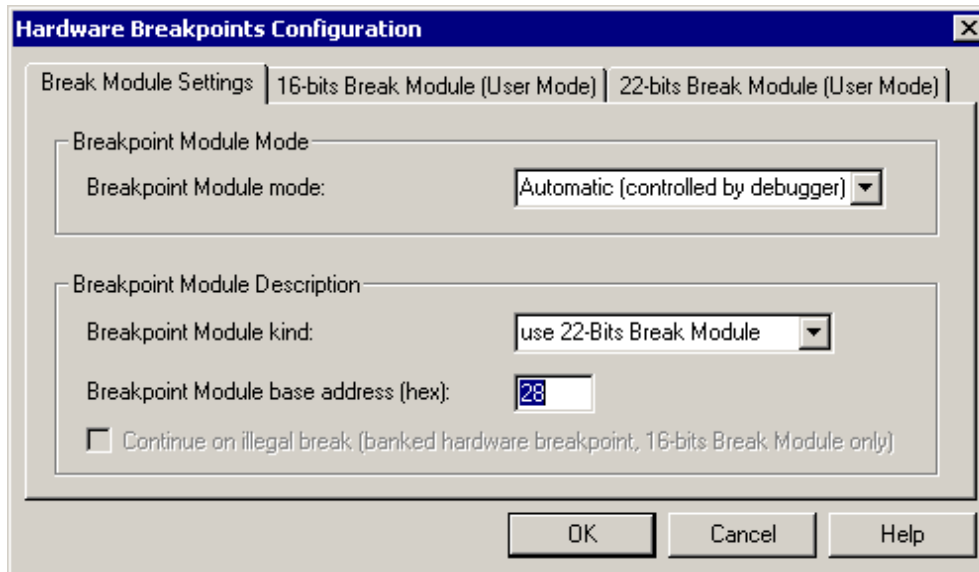 Hardware Breakpoints Configuration
Break Module Settings 16-bits Break Module (User Mode) 22-bits Break Module (User Mode)
Breakpoint Module Mode
Breakpoint Module mode: Automatic (controlled by debugger)
Breakpoint Module Description
Breakpoint Module kind: use 22-Bits Break Module
Breakpoint Module base address (hex): 28
Continue on illegal break (banked hardware breakpoint, 16-bits Break Module only)
OK Cancel Help